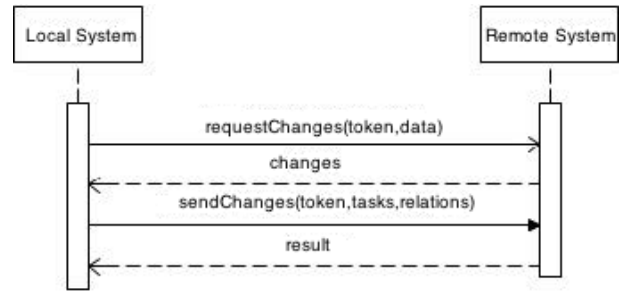 Local System
Remote System
requestChanges(token,data)
changes
sendChanges(token,tasks,relations)
result